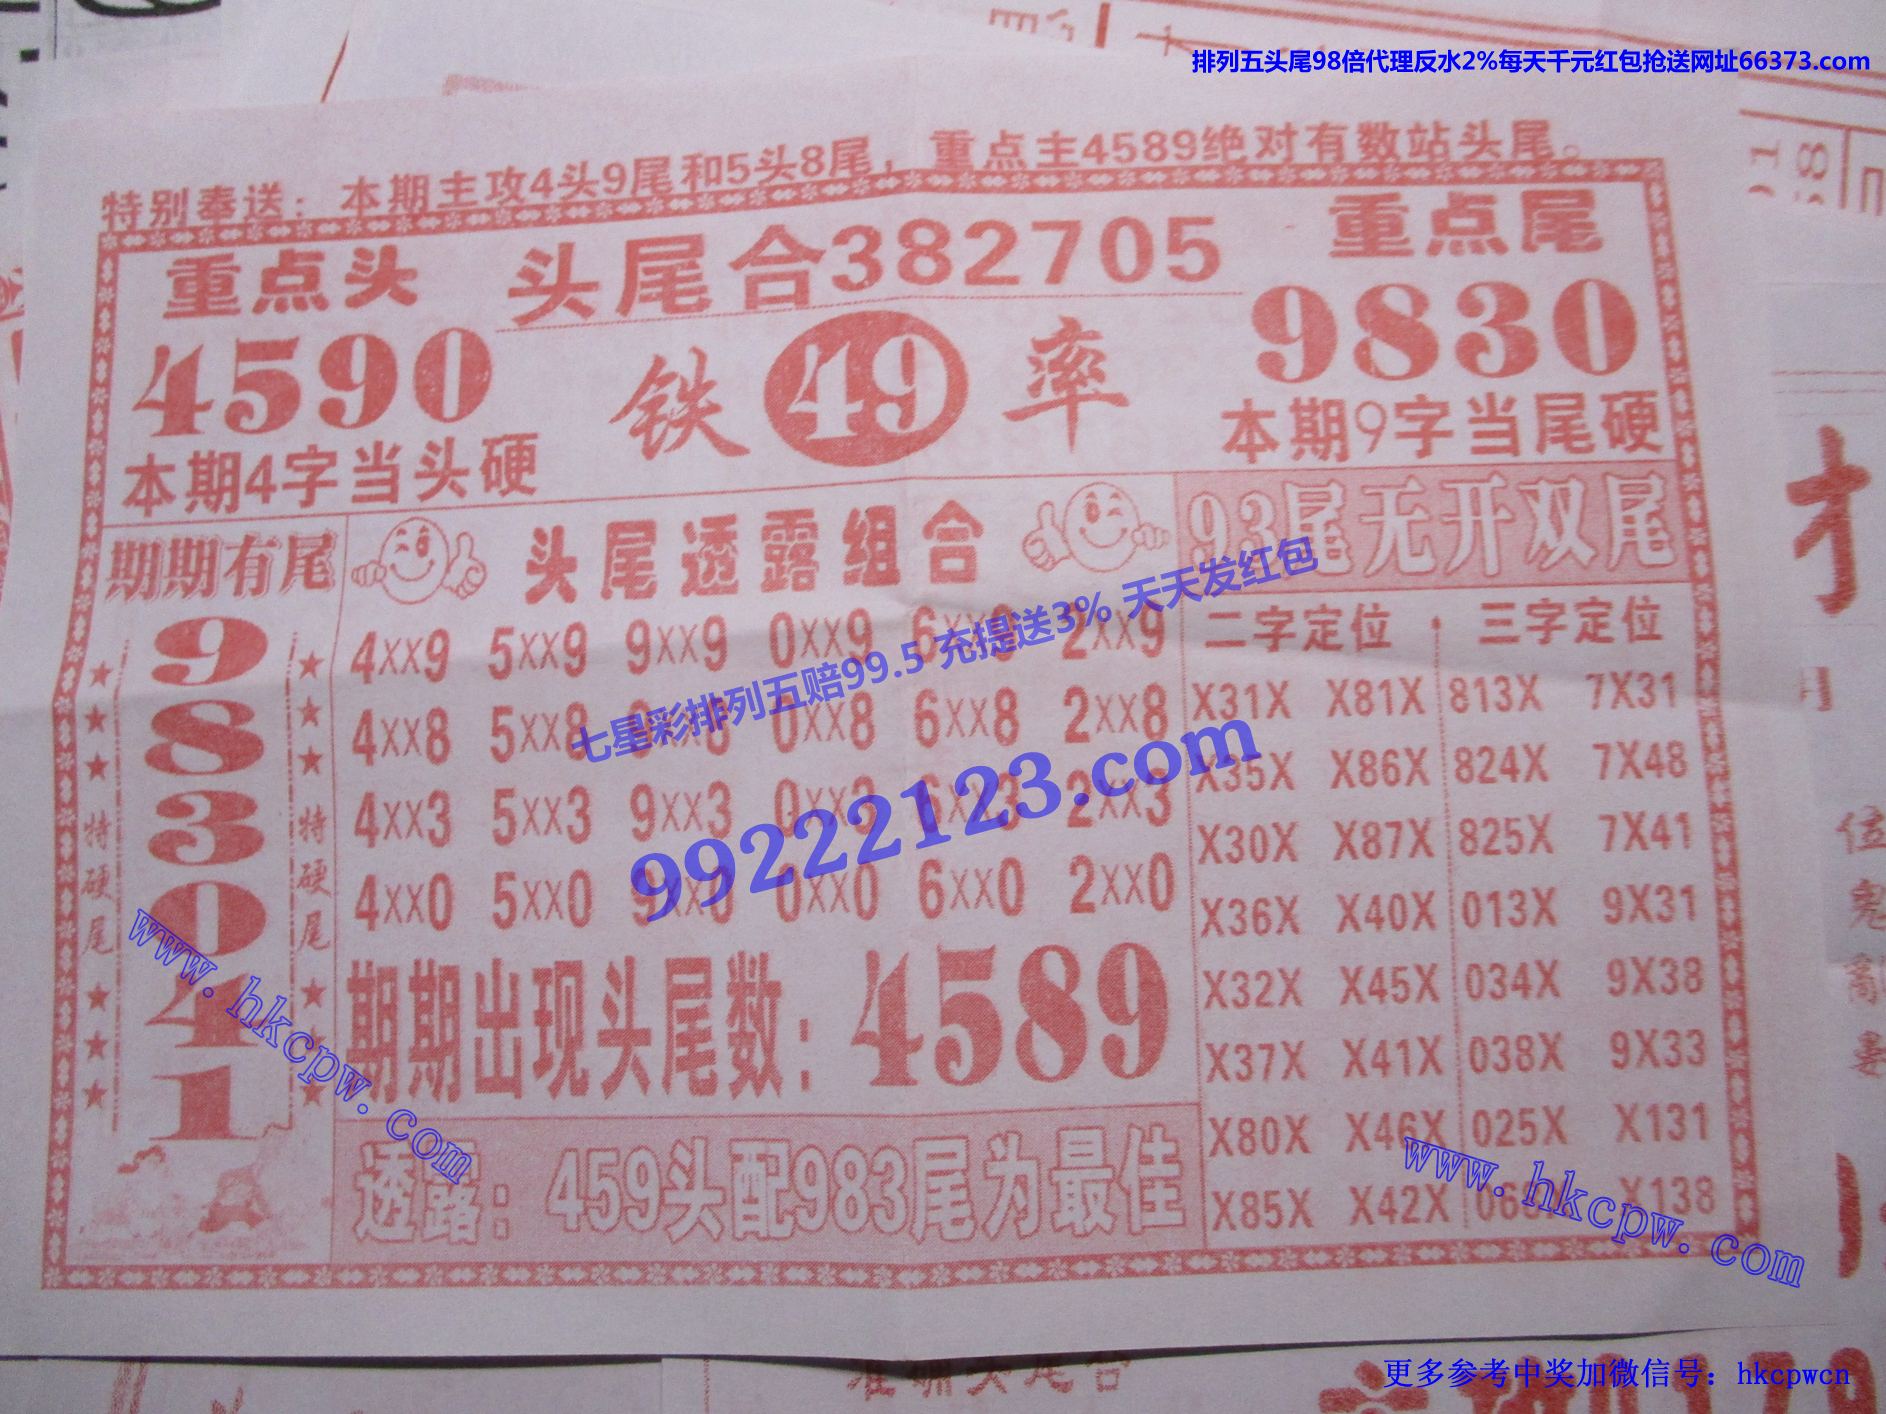 排列五头尾98倍代理反水2%每天千元红包抢送网址66373.com
特别奉送：本期主攻4头9尾和5头8尾，重点主4589绝对有数站头尾。
重点头 头尾合382705 重点尾
4590 铁 49 率 9830
本期4字当头硬 本期9字当尾硬
期期有尾
9
8
3
0
4
1
★★★特硬尾★★★
★★★特硬尾★★★
头尾透露组合
4XX9 5XX9 9XX9 0XX9 6XX9 2XX9
4XX8 5XX8 9XX8 0XX8 6XX8 2XX8
4XX3 5XX3 9XX3 0XX3 6XX3 2XX3
4XX0 5XX0 9XX0 0XX0 6XX0 2XX0
期期出现头尾数：4589
透露：459头配983尾为最佳
93尾无开双尾
二字定位 三字定位
X31X X81X 813X 7X31
X35X X86X 824X 7X48
X30X X87X 825X 7X41
X36X X40X 013X 9X31
X32X X45X 034X 9X38
X37X X41X 038X 9X33
X80X X46X 025X X131
X85X X42X X138
七星彩排列五赔99.5 充提送3% 天天发红包
99222123.com
www.hkcpw.com
www.hkcpw.com
更多参考中奖加微信号：hkcpwcn